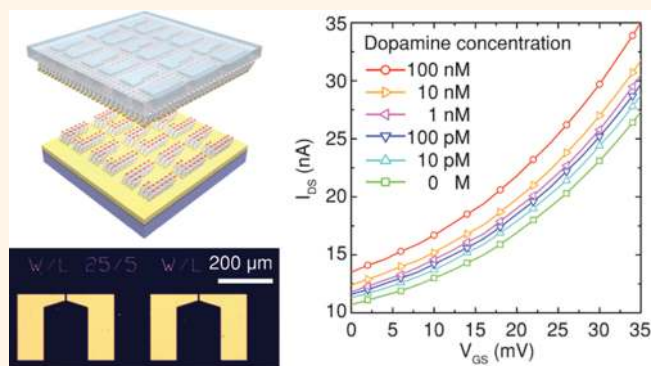 W/L 25/5 W/L 200 µm
35
30
25
20
15
10
I_DS (nA)
Dopamine concentration
100 nM
10 nM
1 nM
100 pM
10 pM
0 M
0 5 10 15 20 25 30 35
V_GS (mV)